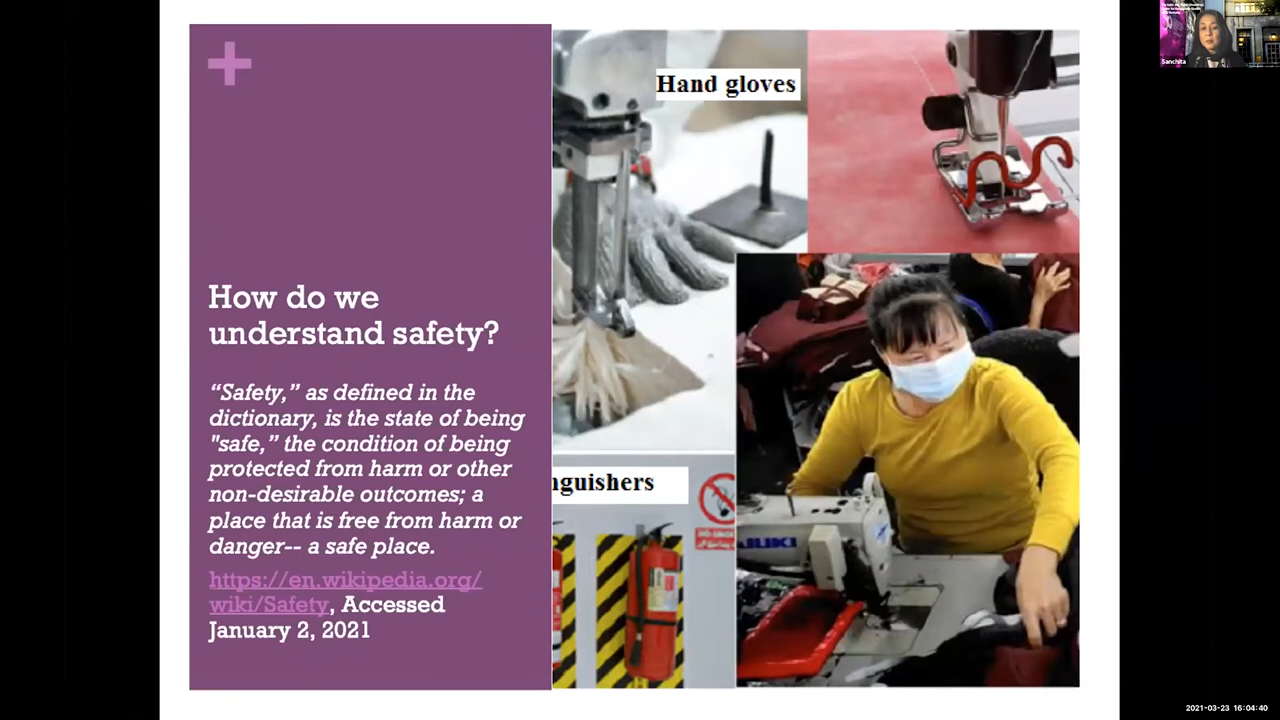 +
How do we
understand safety?
“Safety,” as defined in the
dictionary, is the state of being
"safe,” the condition of being
protected from harm or other
non-desirable outcomes; a
place that is free from harm or
danger-- a safe place.
https://en.wikipedia.org/
wiki/Safety, Accessed
January 2, 2021
Hand gloves
nguishers
JUKI
Sanchita
2021-03-23 16:04:40